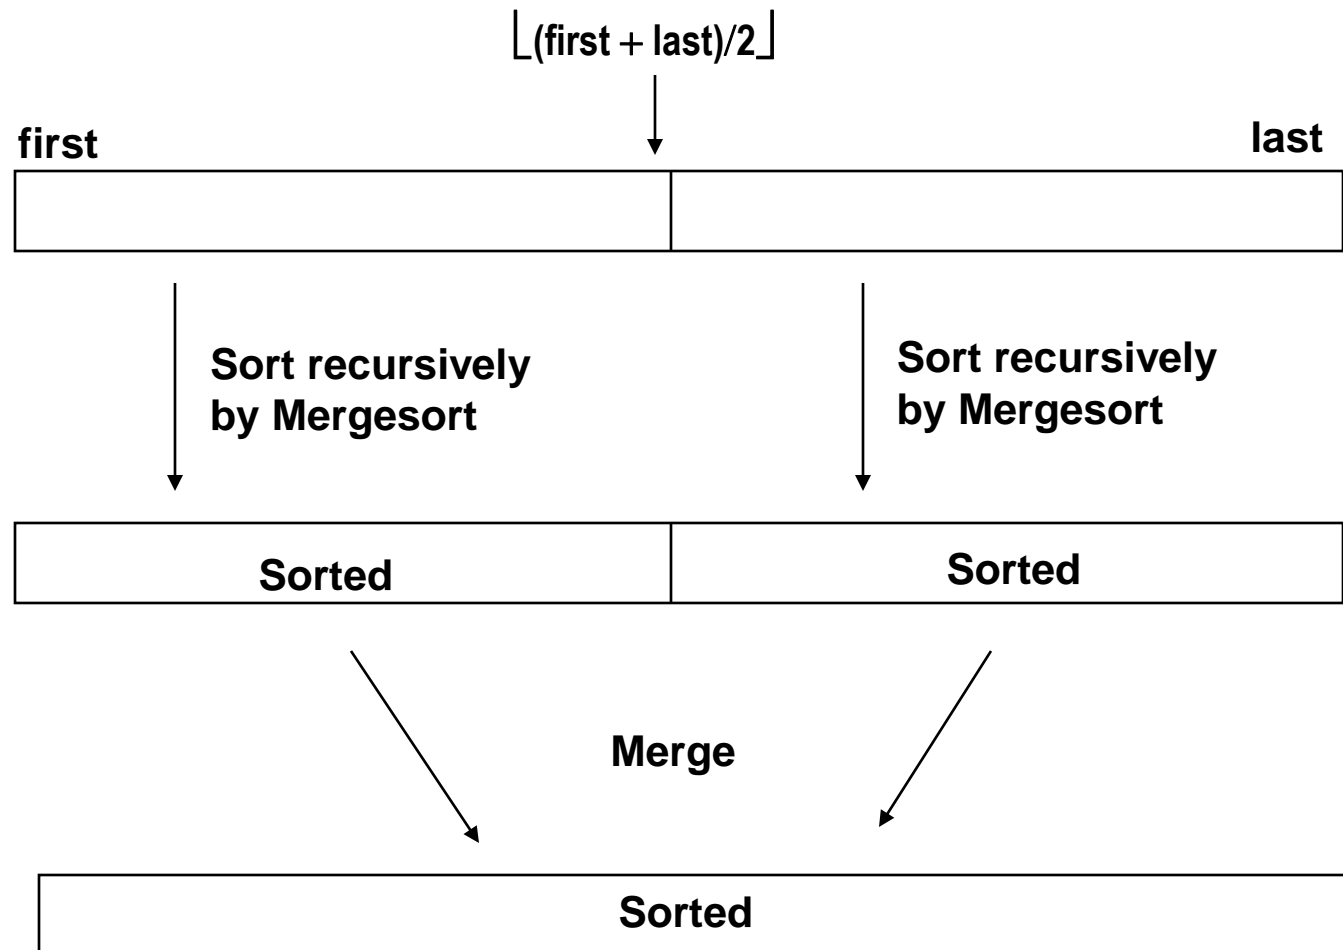 ⌊(first + last)/2⌋
first
last
Sort recursively
by Mergesort
Sort recursively
by Mergesort
Sorted
Sorted
Merge
Sorted